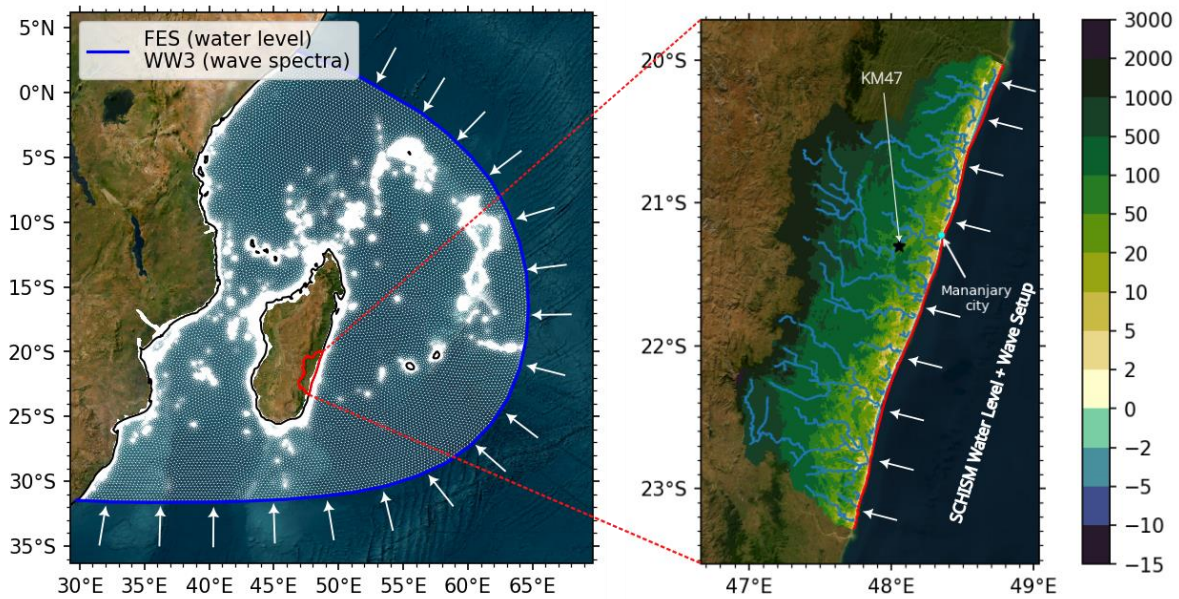 FES (water level)
WW3 (wave spectra)
5°N
0°N
5°S
10°S
15°S
20°S
25°S
30°S
35°S
30°E
35°E
40°E
45°E
50°E
55°E
60°E
65°E
20°S
21°S
22°S
23°S
47°E
48°E
49°E
KM47
Mananjary
city
SCHISM Water Level + Wave Setup
3000
2000
1000
500
100
50
20
10
5
2
0
−2
−5
−10
−15